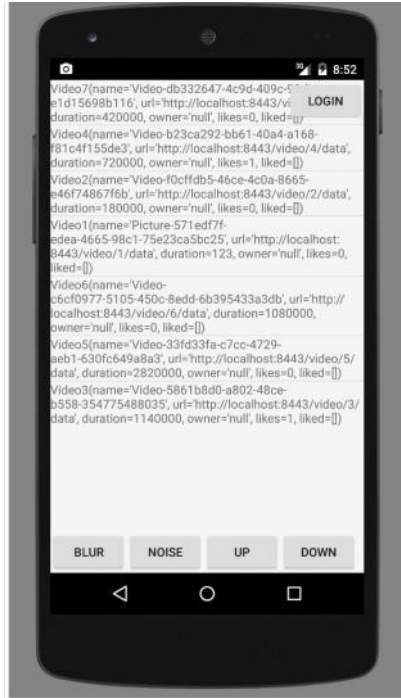 3G 8:52
Video7(name='Video-db332647-4c9d-409c-
e1d15698b116', url='http://localhost:8443/vi
duration=420000, owner='null', likes=0, liked=[])
LOGIN
Video4(name='Video-b23ca292-bb61-40a4-a168-
f81c4f155de3', url='http://localhost:8443/video/4/data',
duration=720000, owner='null', likes=1, liked=[])
Video2(name='Video-f0cffdb5-46ce-4c0a-8665-
e46f74867f6b', url='http://localhost:8443/video/2/data',
duration=180000, owner='null', likes=0, liked=[])
Video1(name='Picture-571edf7f-
edea-4665-98c1-75e23ca5bc25', url='http://localhost:
8443/video/1/data', duration=123, owner='null', likes=0,
liked=[])
Video6(name='Video-
c6cf0977-5105-450c-8edd-6b395433a3db', url='http://
localhost:8443/video/6/data', duration=1080000,
owner='null', likes=0, liked=[])
Video5(name='Video-33fd33fa-c7cc-4729-
aeb1-630fc649a8a3', url='http://localhost:8443/video/5/
data', duration=2820000, owner='null', likes=0, liked=[])
Video3(name='Video-5861b8d0-a802-48ce-
b558-354775488035', url='http://localhost:8443/video/3/
data', duration=1140000, owner='null', likes=1, liked=[])
BLUR NOISE UP DOWN